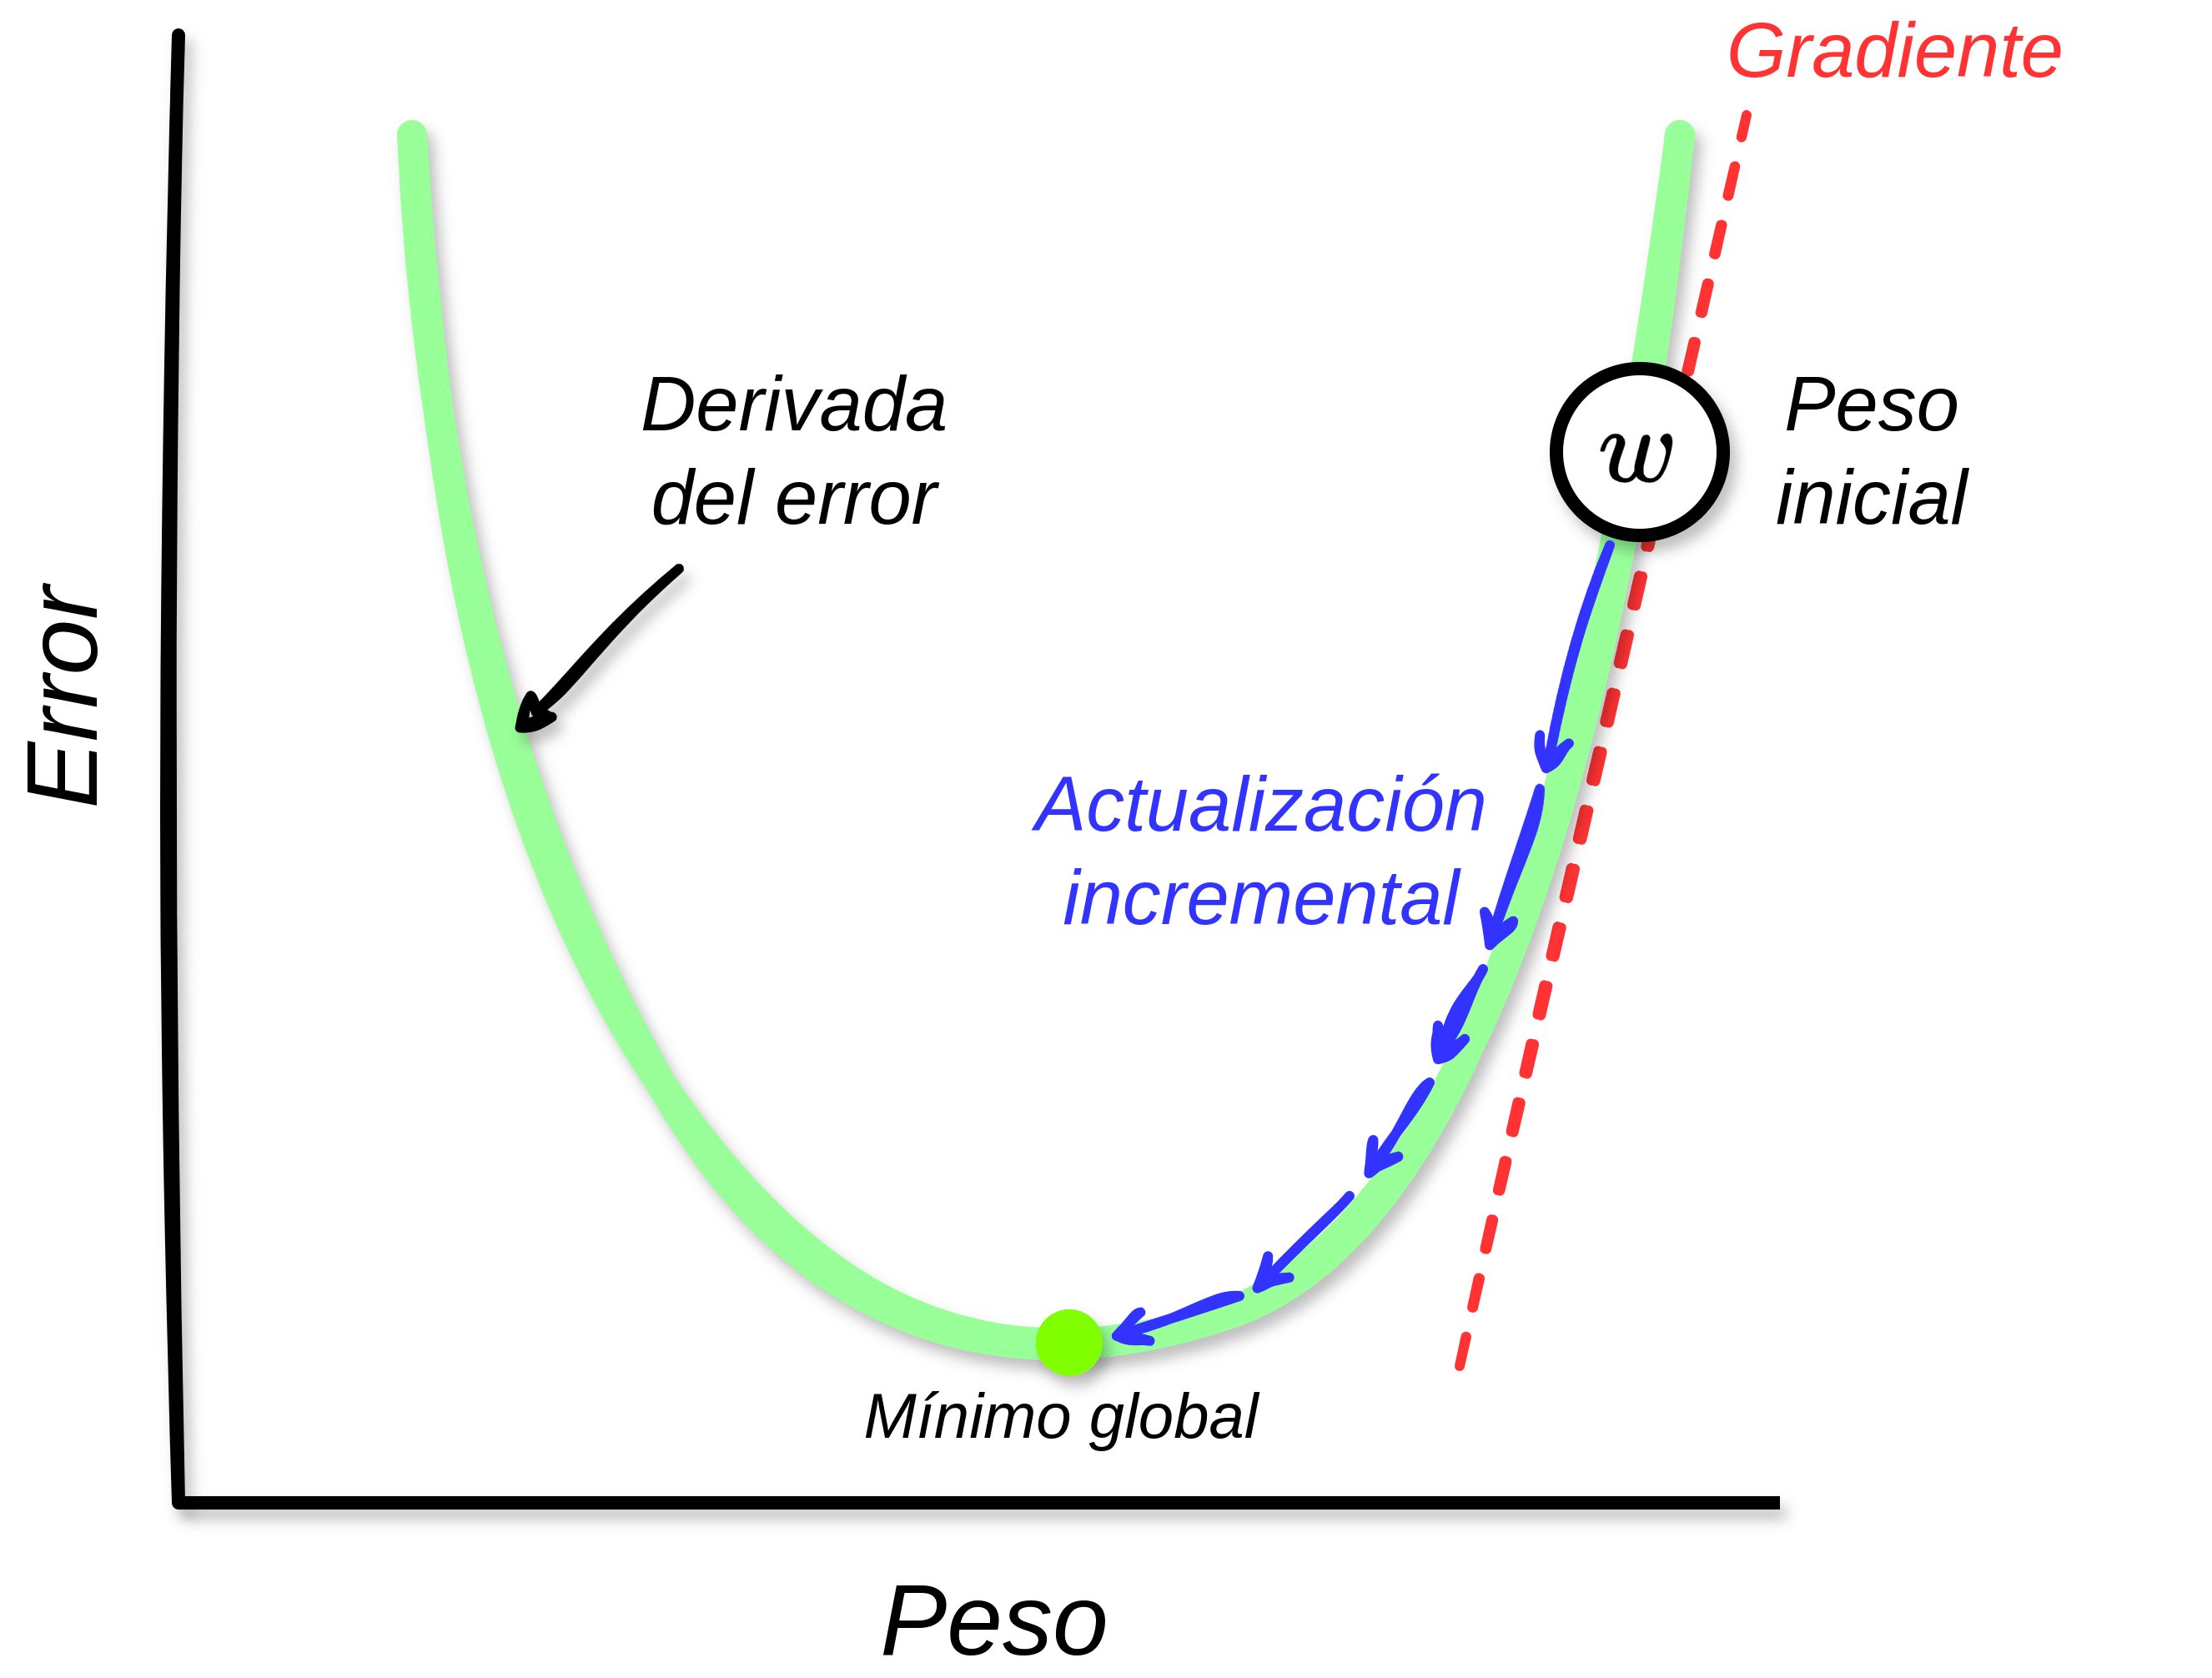 Gradiente
Derivada
del error
w
Peso
inicial
Error
Actualización
incremental
Mínimo global
Peso